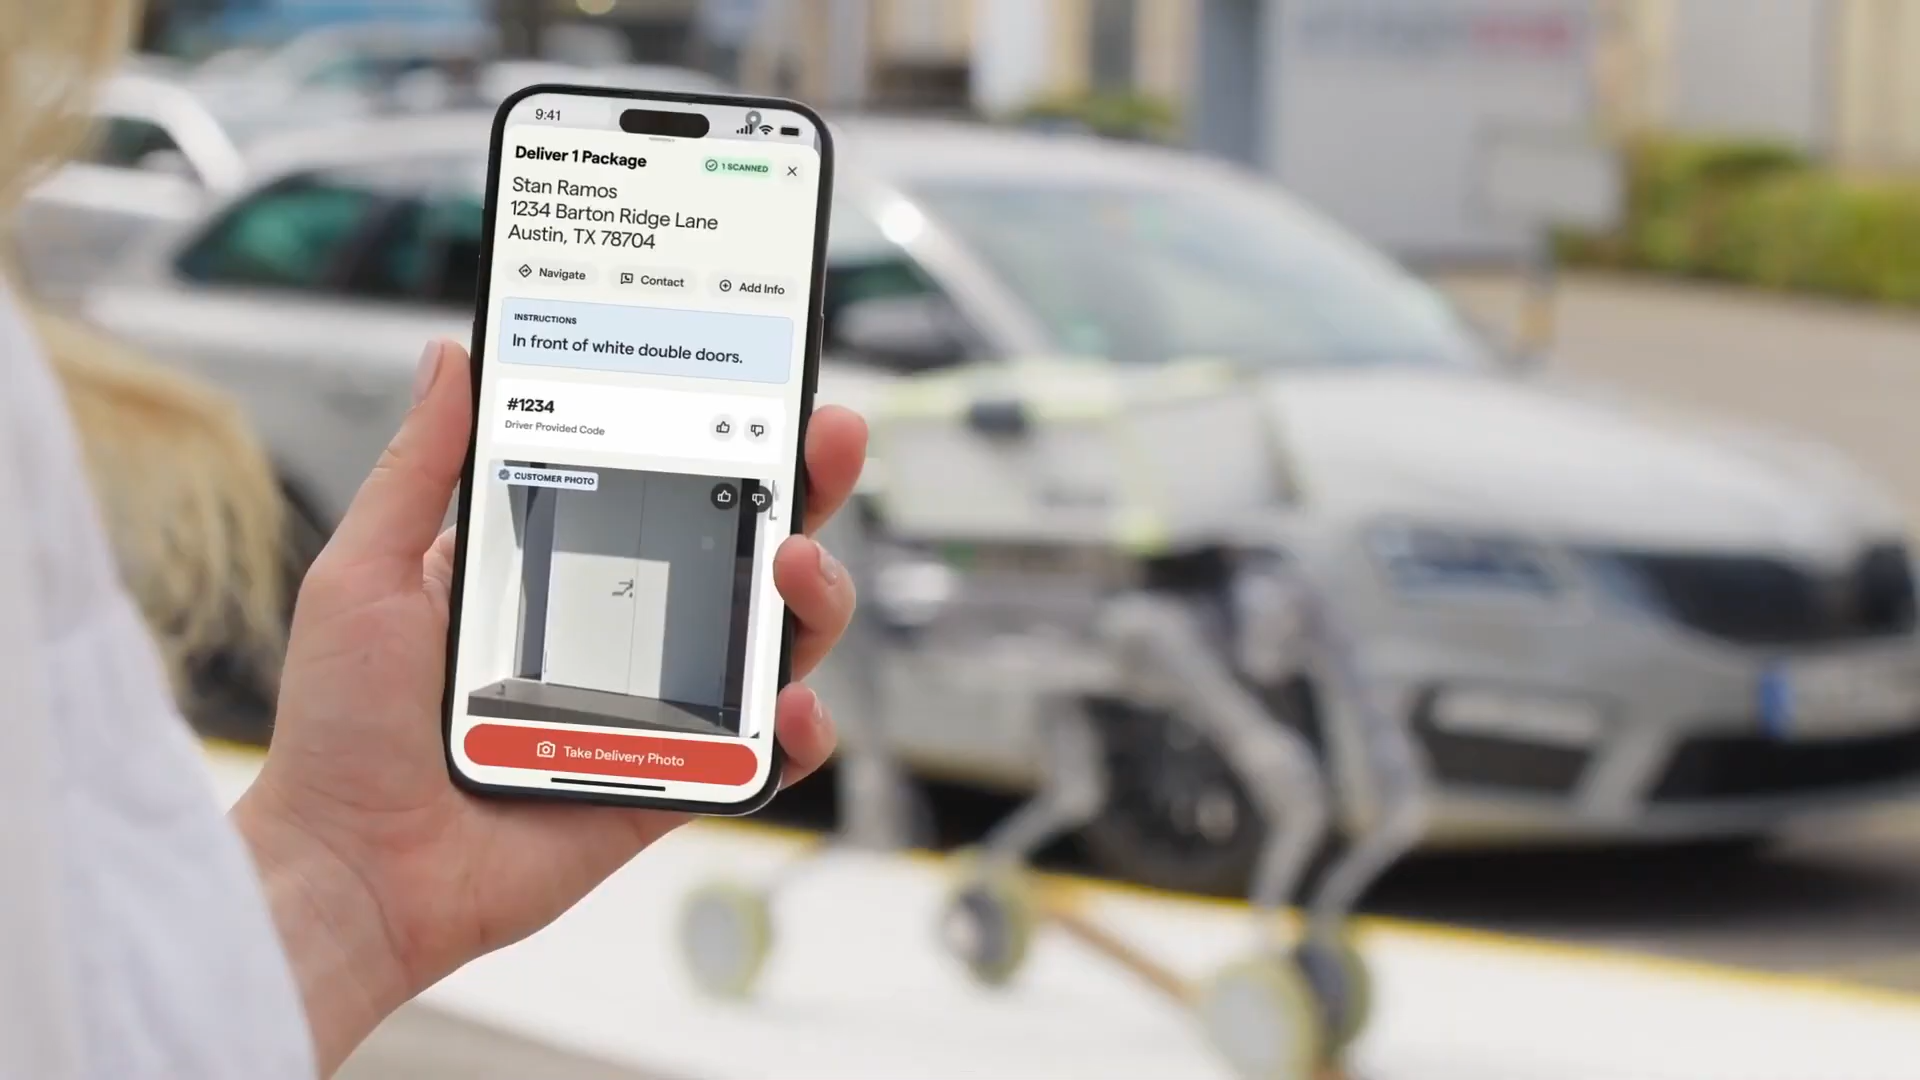 9:41
Deliver 1 Package
1 SCANNED
Stan Ramos
1234 Barton Ridge Lane
Austin, TX 78704
Navigate
Contact
Add Info
INSTRUCTIONS
In front of white double doors.
#1234
Driver Provided Code
CUSTOMER PHOTO
Take Delivery Photo